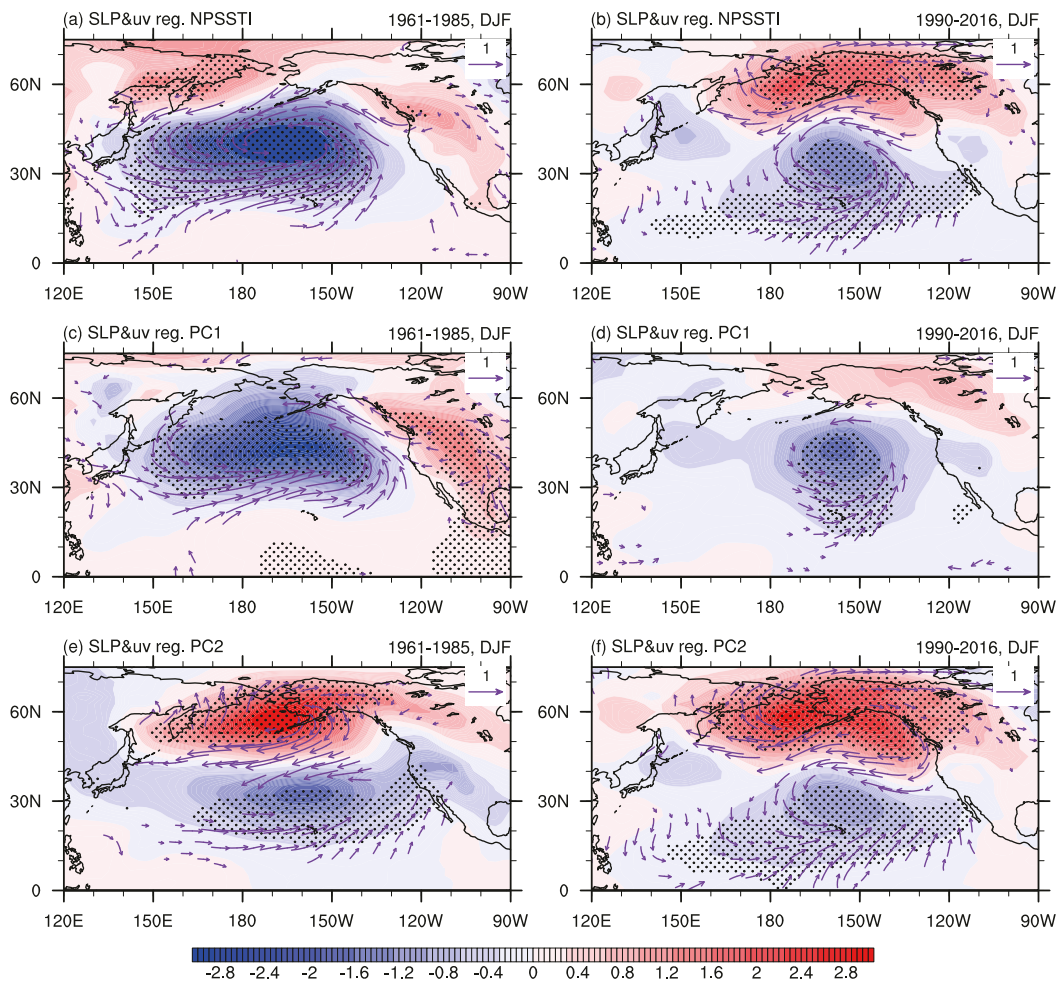 (a) SLP&uv reg. NPSSTI 1961-1985, DJF (b) SLP&uv reg. NPSSTI 1990-2016, DJF
1 1
60N 60N
30N 30N
0 0
120E 150E 180 150W 120W 90W 120E 150E 180 150W 120W 90W
(c) SLP&uv reg. PC1 1961-1985, DJF (d) SLP&uv reg. PC1 1990-2016, DJF
1 1
60N 60N
30N 30N
0 0
120E 150E 180 150W 120W 90W 120E 150E 180 150W 120W 90W
(e) SLP&uv reg. PC2 1961-1985, DJF (f) SLP&uv reg. PC2 1990-2016, DJF
1 1
60N 60N
30N 30N
0 0
120E 150E 180 150W 120W 90W 120E 150E 180 150W 120W 90W
-2.8 -2.4 -2 -1.6 -1.2 -0.8 -0.4 0 0.4 0.8 1.2 1.6 2 2.4 2.8